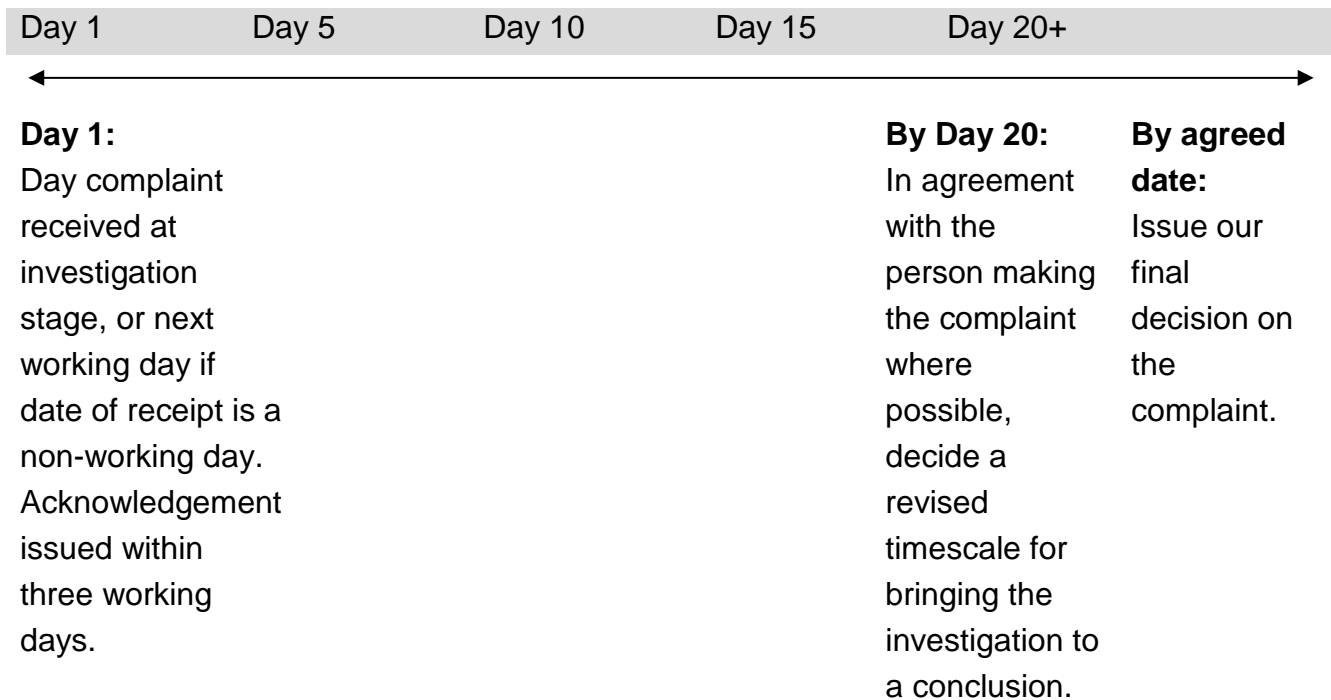 Day 1 Day 5 Day 10 Day 15 Day 20+
Day 1:
Day complaint
received at
investigation
stage, or next
working day if
date of receipt is a
non-working day.
Acknowledgement
issued within
three working
days.
By Day 20:
In agreement
with the
person making
the complaint
where
possible,
decide a
revised
timescale for
bringing the
investigation to
a conclusion.
By agreed
date:
Issue our
final
decision on
the
complaint.